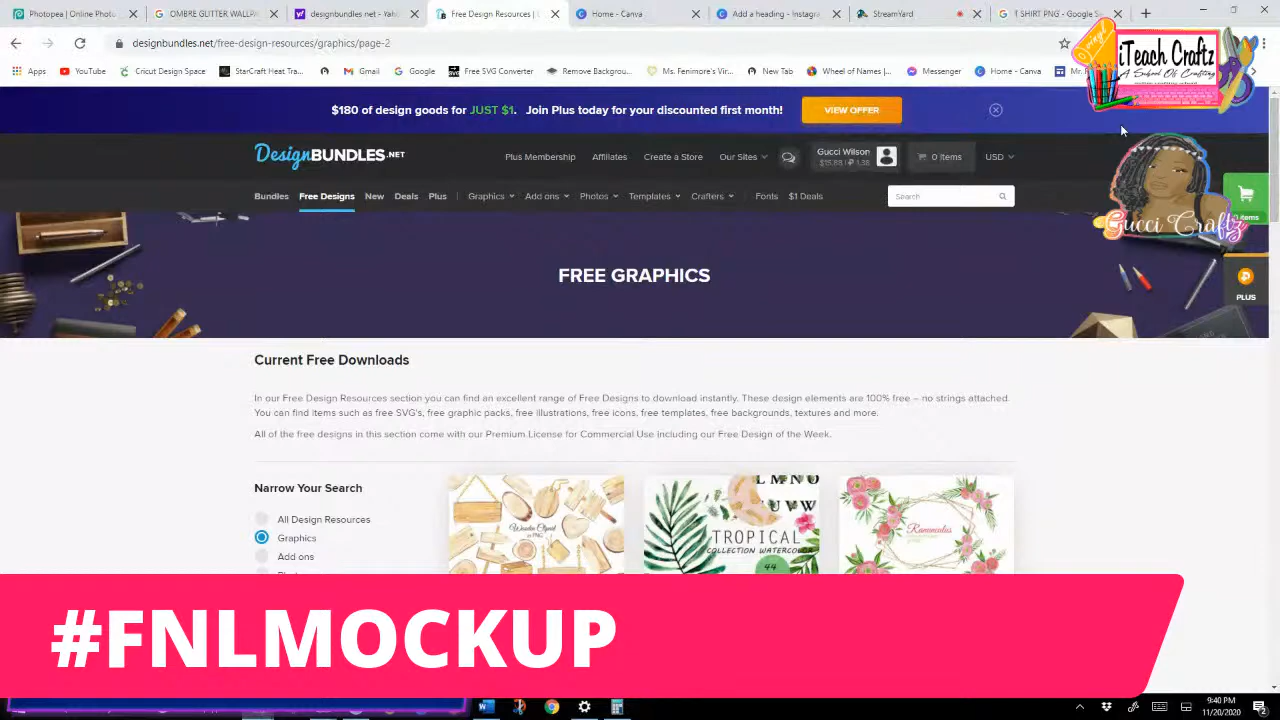 Photopea | Online
OMBRE GLITTER WALLP
designbundles.net - Yah
Free Design Resources |
Home - Canva
Add a heading - Instagra
StreamYard
T SHIRT PNG - Google S
designbundles.net/free-design-resources/graphics/page-2
Apps
YouTube
Cricut Design Space
StarCraft Heat Tra...
Gmail
Google
Free SVG Converter
Remove Backgrou...
Ms. Fenimore's Vir...
New Tab
Wheel of Nardo
Messenger
Home - Canva
Mr.
iTeach Craftz
A School Of Crafting
$180 of design goods for just Join Plus today for your discounted first month!
VIEW OFFER
DesignBUNDLES.NET
Plus Membership
Affiliates
Create a Store
Our Sites
Gucci Wilson
0 Items
USD
Bundles
Free Designs
New
Deals
Plus
Graphics
Add ons
Photos
Templates
Crafters
Fonts
$1 Deals
Search
Items
Gucci Craftz
FREE GRAPHICS
PLUS
Current Free Downloads
In our Free Design Resources section you can find an excellent range of Free Designs to download instantly. These design elements are 100% free – no strings attached.
You can find items such as free SVG's, free graphic packs, free illustrations, free icons, free templates, free backgrounds, textures and more.
All of the free designs in this section come with our Premium License for Commercial Use including our Free Design of the Week.
Narrow Your Search
All Design Resources
Graphics
Add ons
Wooden Clipart
L M N O
U V W
TROPICAL
COLLECTION WATERCOLOR
44
Ranunculus
#FNLMOCKUP
9:40 PM
11/20/2020
2